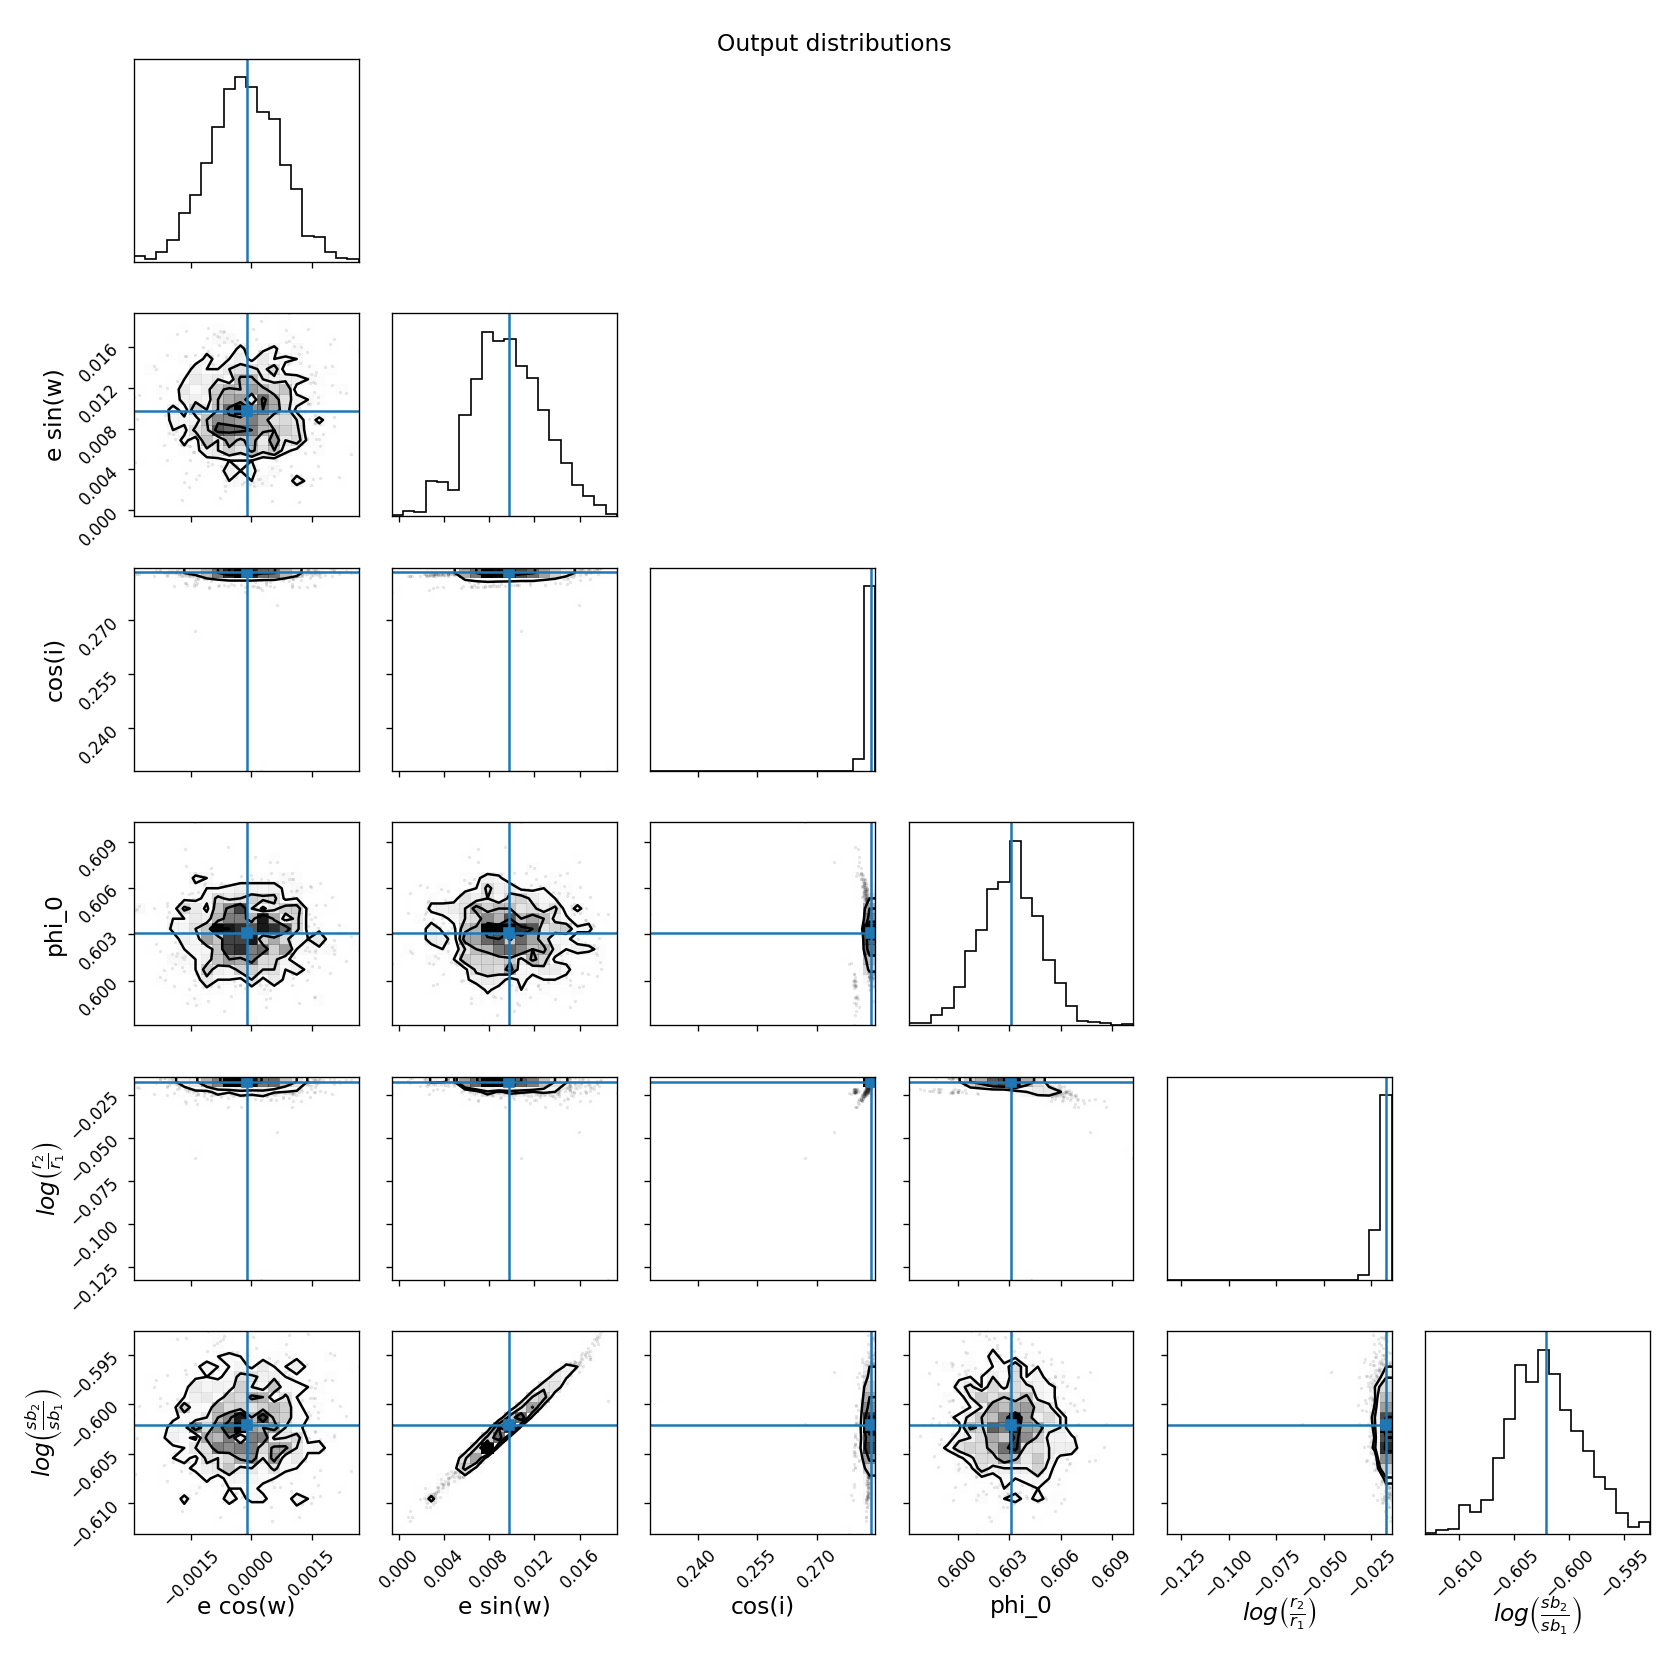 Output distributions
e sin(w)
0.016
0.012
0.008
0.004
0.000
cos(i)
0.270
0.255
0.240
phi_0
0.609
0.606
0.603
0.600
log(r2/r1)
−0.025
−0.050
−0.075
−0.100
−0.125
log(sb2/sb1)
−0.595
−0.600
−0.605
−0.610
−0.0015 0.0000 0.0015
0.000 0.004 0.008 0.012 0.016
0.240 0.255 0.270
0.600 0.603 0.606 0.609
−0.125 −0.100 −0.075 −0.050 −0.025
−0.610 −0.605 −0.600 −0.595
e cos(w) e sin(w) cos(i) phi_0 log(r2/r1) log(sb2/sb1)